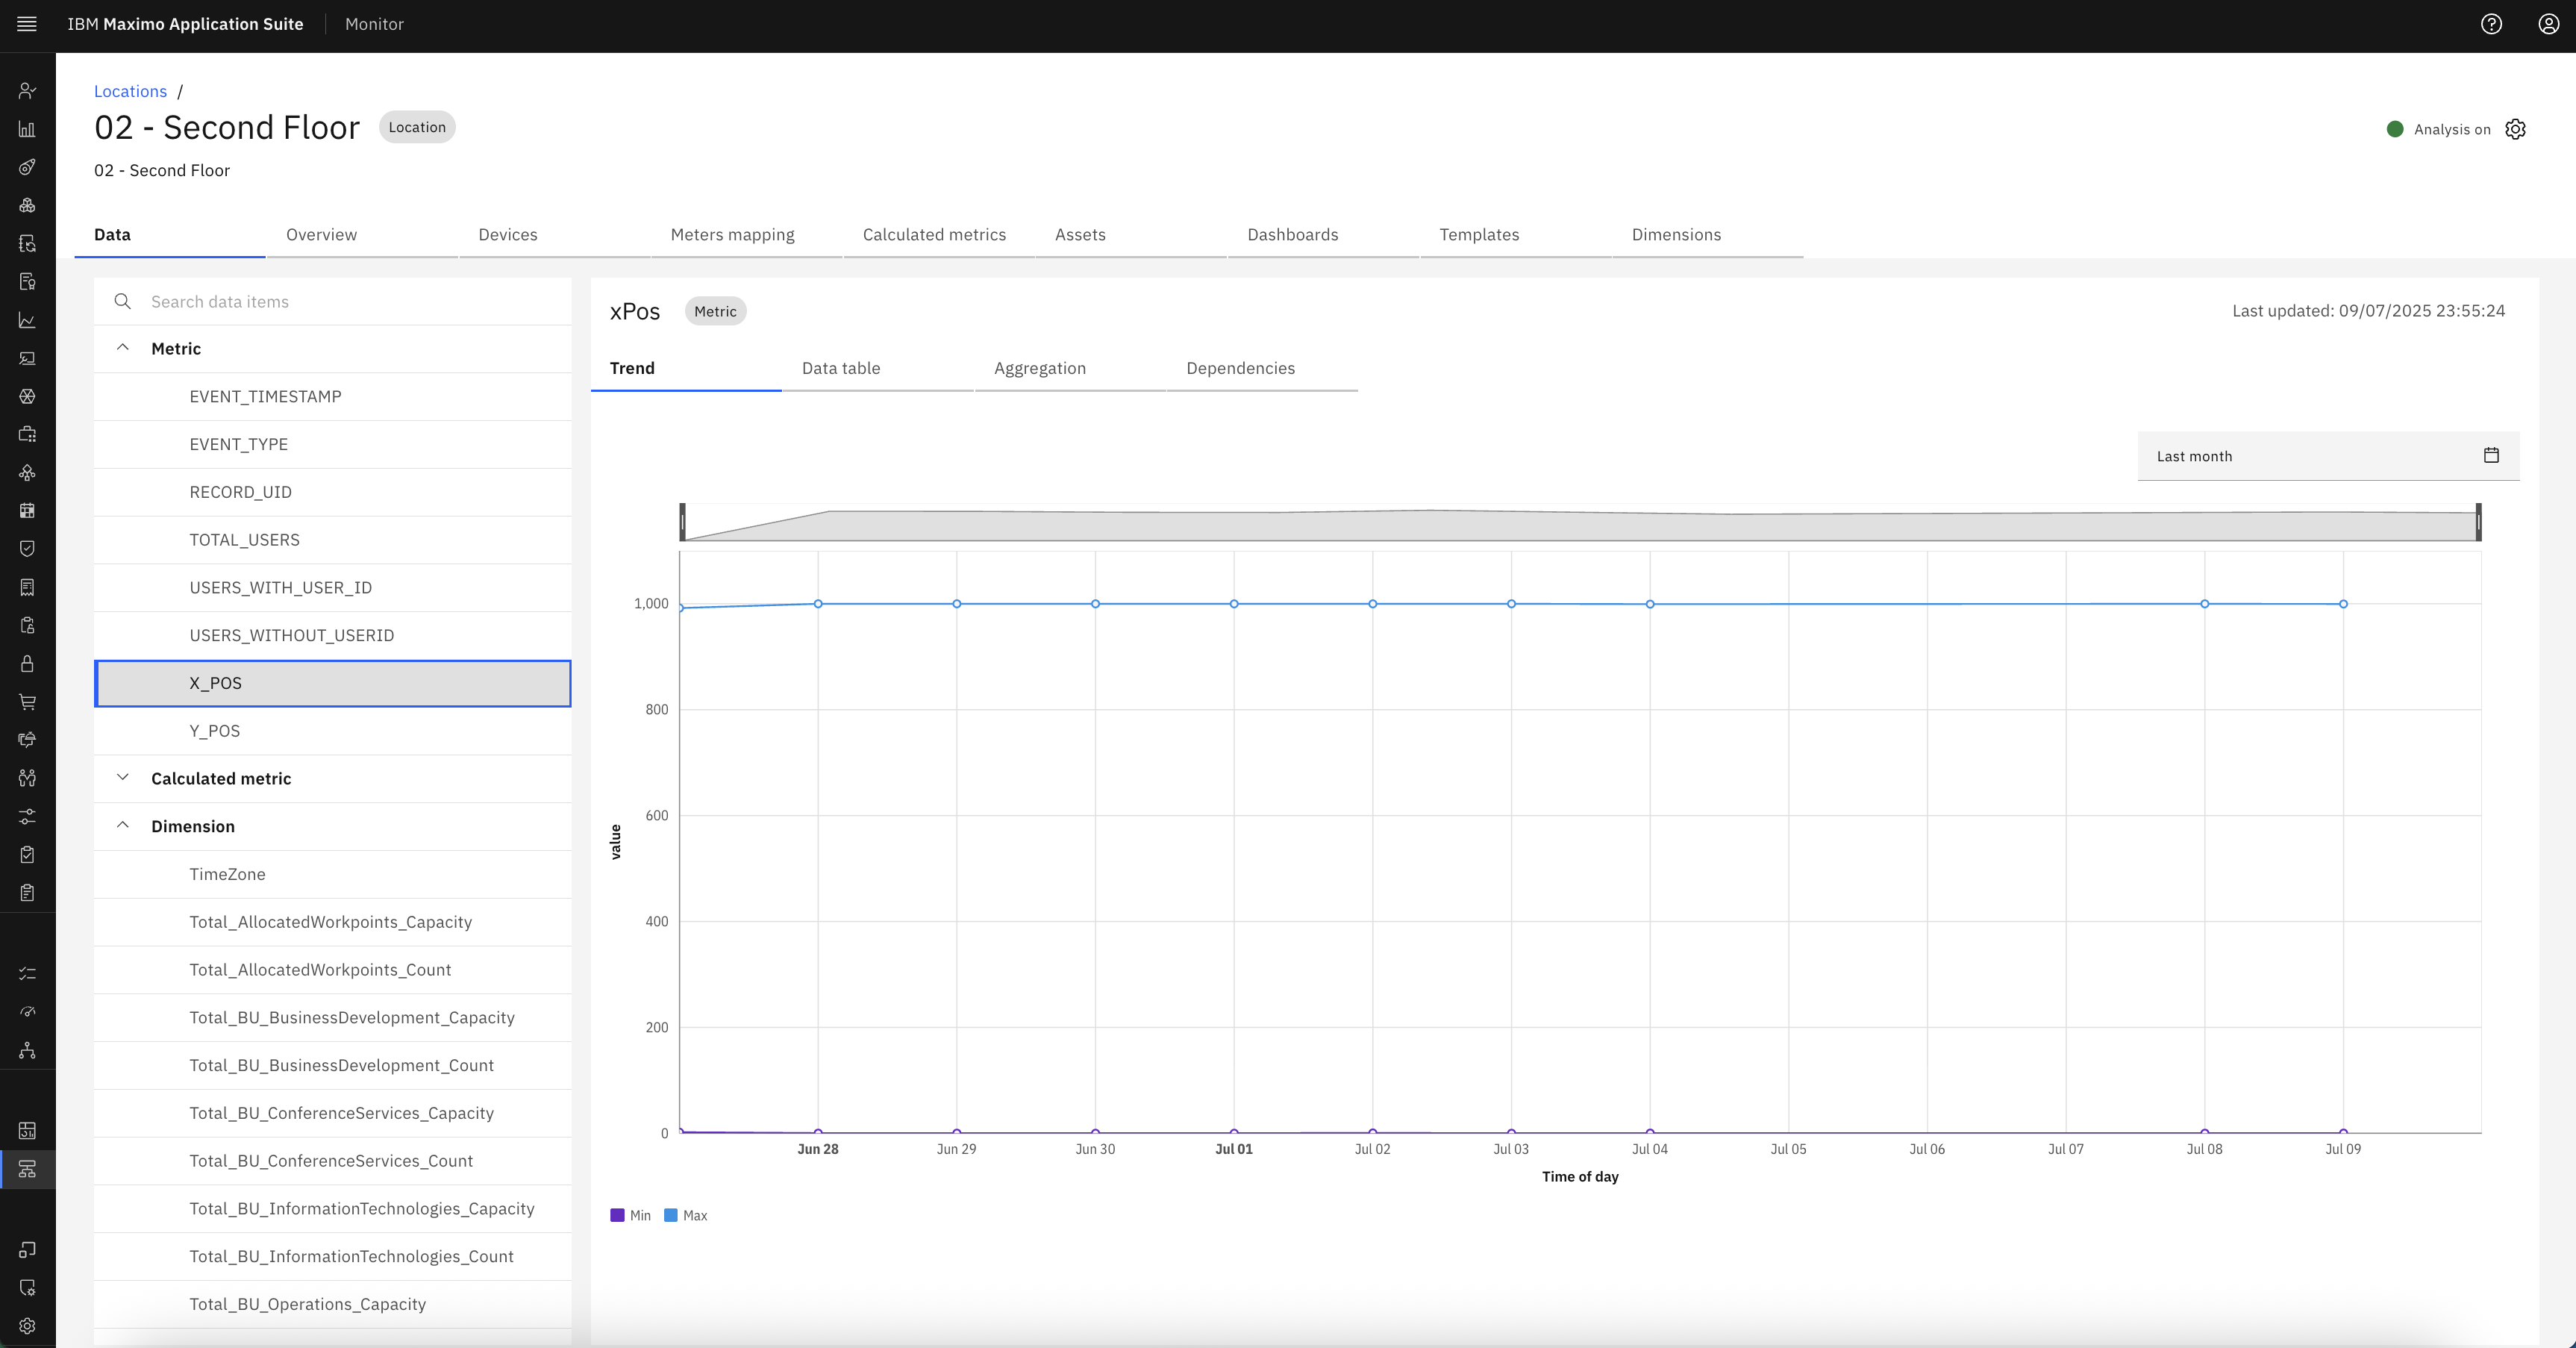 IBM Maximo Application Suite
Monitor
Locations /
02 - Second Floor
Location
Analysis on
02 - Second Floor
Data
Overview
Devices
Meters mapping
Calculated metrics
Assets
Dashboards
Templates
Dimensions
Search data items
Metric
EVENT_TIMESTAMP
EVENT_TYPE
RECORD_UID
TOTAL_USERS
USERS_WITH_USER_ID
USERS_WITHOUT_USERID
X_POS
Y_POS
Calculated metric
Dimension
TimeZone
Total_AllocatedWorkpoints_Capacity
Total_AllocatedWorkpoints_Count
Total_BU_BusinessDevelopment_Capacity
Total_BU_BusinessDevelopment_Count
Total_BU_ConferenceServices_Capacity
Total_BU_ConferenceServices_Count
Total_BU_InformationTechnologies_Capacity
Total_BU_InformationTechnologies_Count
Total_BU_Operations_Capacity
xPos
Metric
Last updated: 09/07/2025 23:55:24
Trend
Data table
Aggregation
Dependencies
Last month
1,000
800
600
400
200
0
value
Jun 28
Jun 29
Jun 30
Jul 01
Jul 02
Jul 03
Jul 04
Jul 05
Jul 06
Jul 07
Jul 08
Jul 09
Time of day
Min
Max